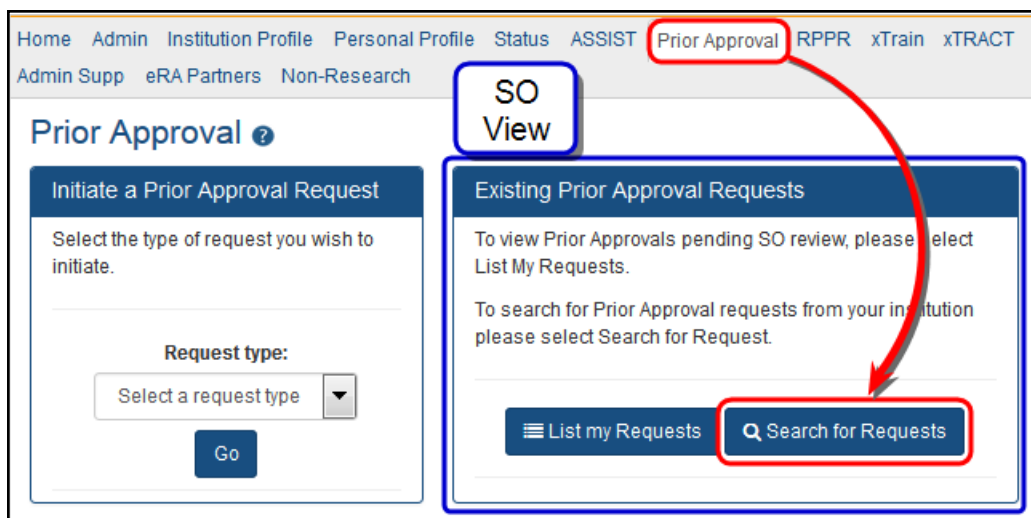 Home Admin Institution Profile Personal Profile Status ASSIST Prior Approval RPPR xTrain xTRACT
Admin Supp eRA Partners Non-Research
SO
View
Prior Approval ?
Initiate a Prior Approval Request
Select the type of request you wish to
initiate.
Request type:
Select a request type
Go
Existing Prior Approval Requests
To view Prior Approvals pending SO review, please select
List My Requests.
To search for Prior Approval requests from your institution
please select Search for Request.
List my Requests
Search for Requests